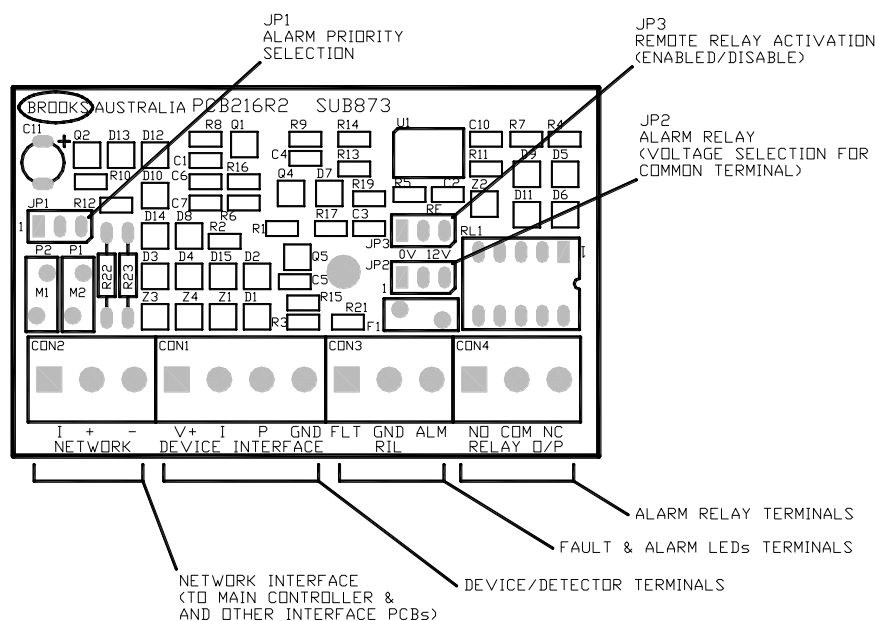 JP1
ALARM PRIORITY
SELECTION
JP3
REMOTE RELAY ACTIVATION
(ENABLED/DISABLE)
JP2
ALARM RELAY
(VOLTAGE SELECTION FOR
COMMON TERMINAL)
BROOKS AUSTRALIA PCB216R2 SUB873
C11 + Q2 D13 D12 R8 Q1 R9 R14 U1 C10 R7 R4
C1 C4 R13 R11 D9 D5
R10 D10 C6 R16 Q4 D7 R19 R5 C2 Z2
JP1 R12 C7 R6 D11 D6
1 D14 D8 R2 R1 R17 C3 JP3 RE RL1
P2 P1 D3 D4 D15 D2 Q5 JP2 0V 12V 1
M1 M2 R22 R23 C5 1
Z3 Z4 Z1 D1 R15 R3 R21 F1
CON2 CON1 CON3 CON4
I + - V+ I P GND FLT GND ALM NO COM NC
NETWORK DEVICE INTERFACE RIL RELAY O/P
ALARM RELAY TERMINALS
FAULT & ALARM LEDs TERMINALS
DEVICE/DETECTOR TERMINALS
NETWORK INTERFACE
(TO MAIN CONTROLLER &
AND OTHER INTERFACE PCBs)